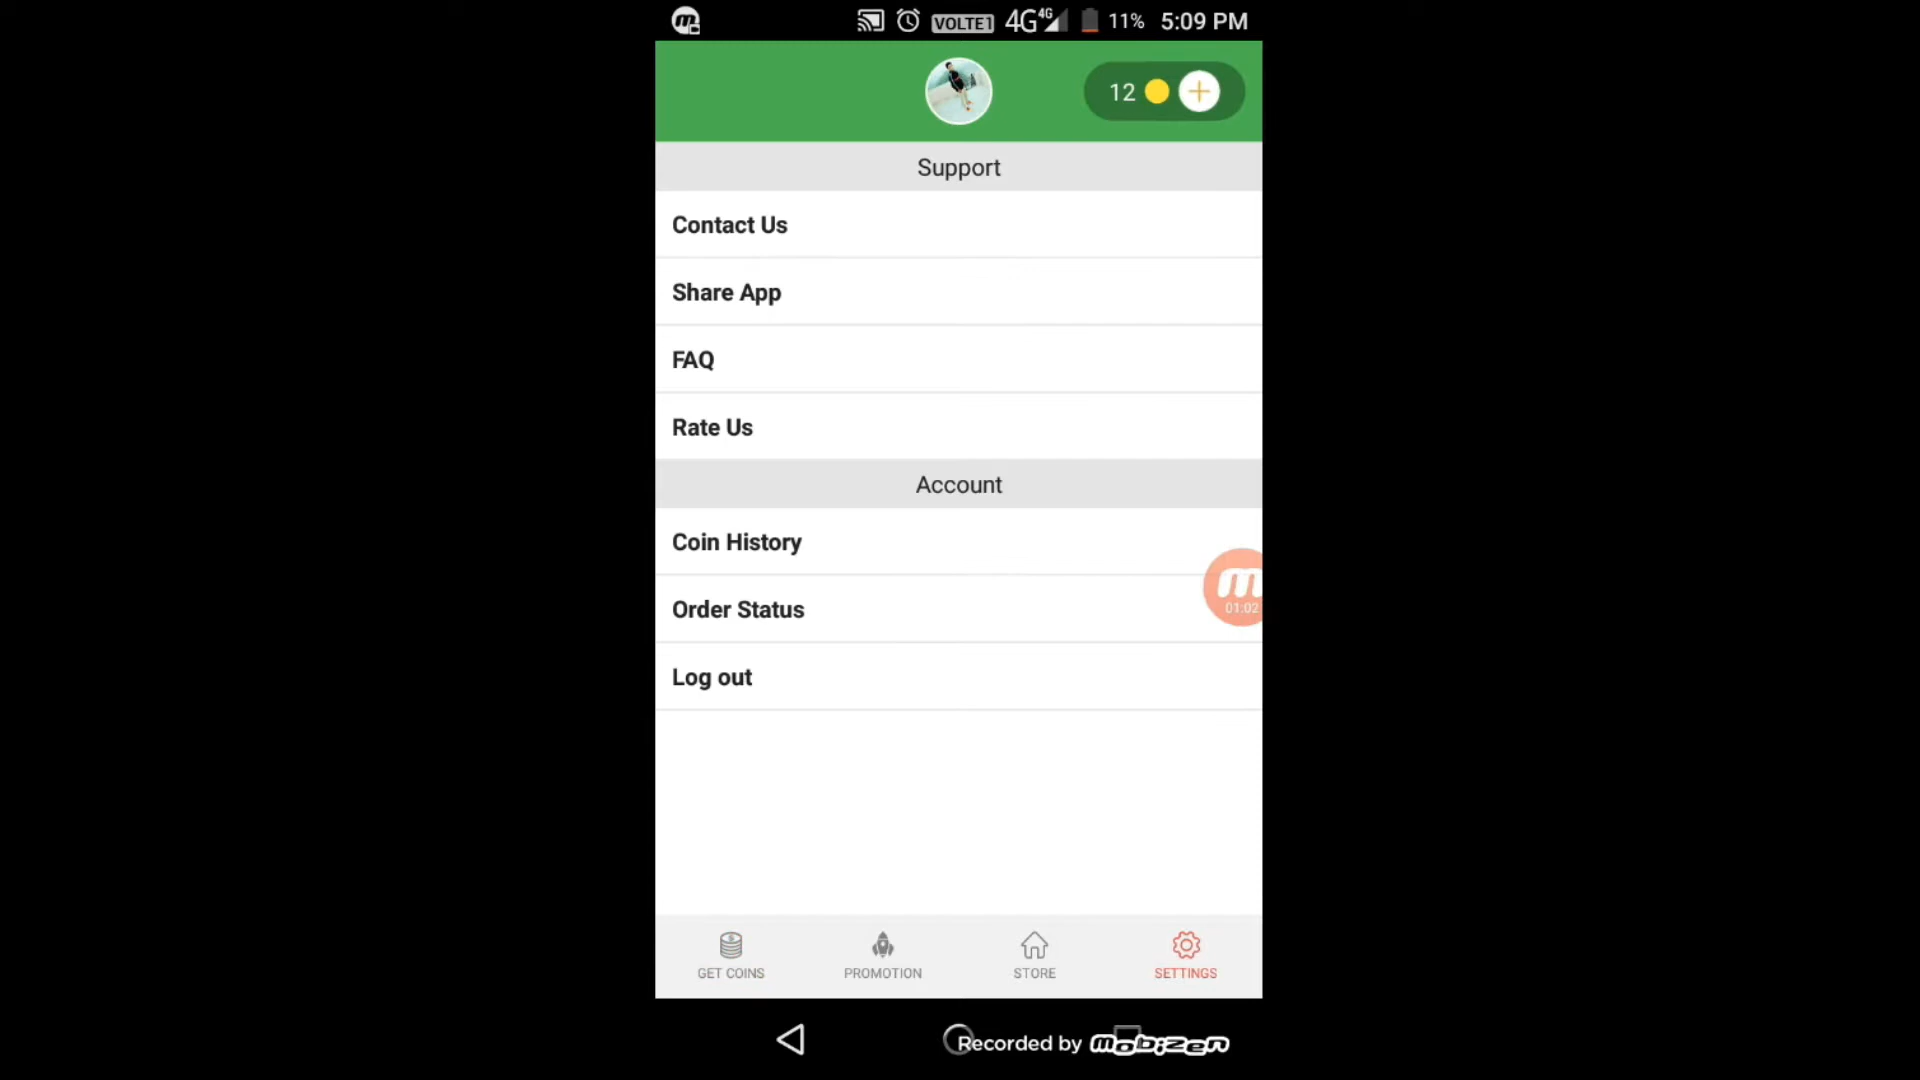 VOLTE1 4G 4G 11% 5:09 PM
12
Support
Contact Us
Share App
FAQ
Rate Us
Account
Coin History
Order Status
01:02
Log out
GET COINS PROMOTION STORE SETTINGS
Recorded by mobizen